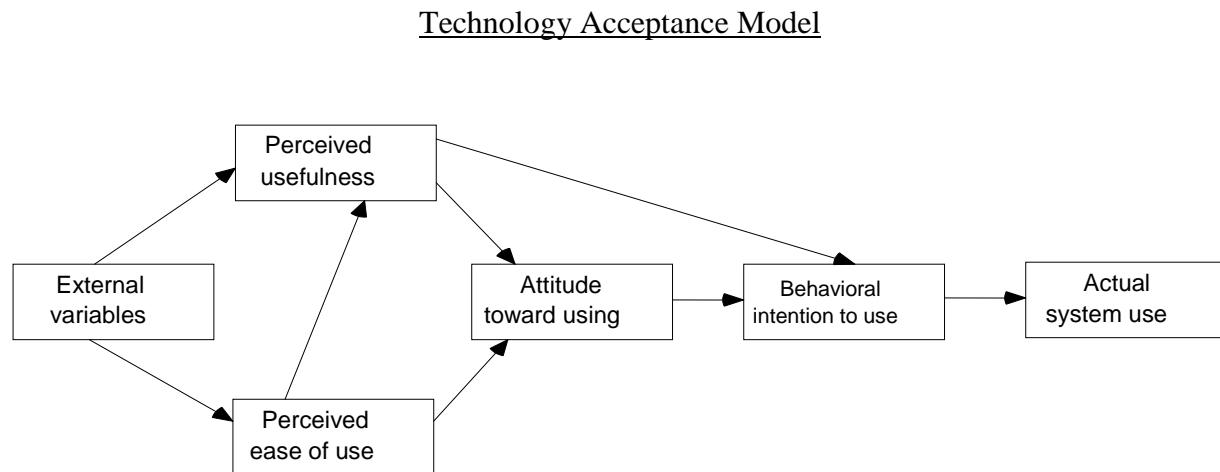 Technology Acceptance Model
Perceived
usefulness
External
variables
Attitude
toward using
Behavioral
intention to use
Actual
system use
Perceived
ease of use